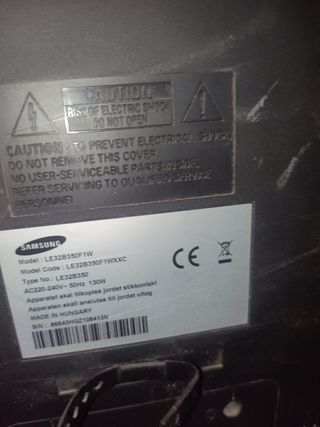 CAUTION
RISK OF ELECTRIC SHOCK
DO NOT OPEN
CAUTION : TO PREVENT ELECTRICAL SHOCK,
DO NOT REMOVE THIS COVER.
NO USER-SERVICEABLE PARTS INSIDE.
REFER SERVICING TO QUALIFIED SERVICE
PERSONNEL.
SAMSUNG
Model : LE32B350F1W
Model Code : LE32B350F1WXXC
Type No.: LE32B350
AC220-240V~ 50Hz 130W
Apparatet skal tilkoples jordet stikkontakt
Apparaten skall anslutas till jordat uttag
MADE IN HUNGARY
S/N : 86643HGZ108413N
CE